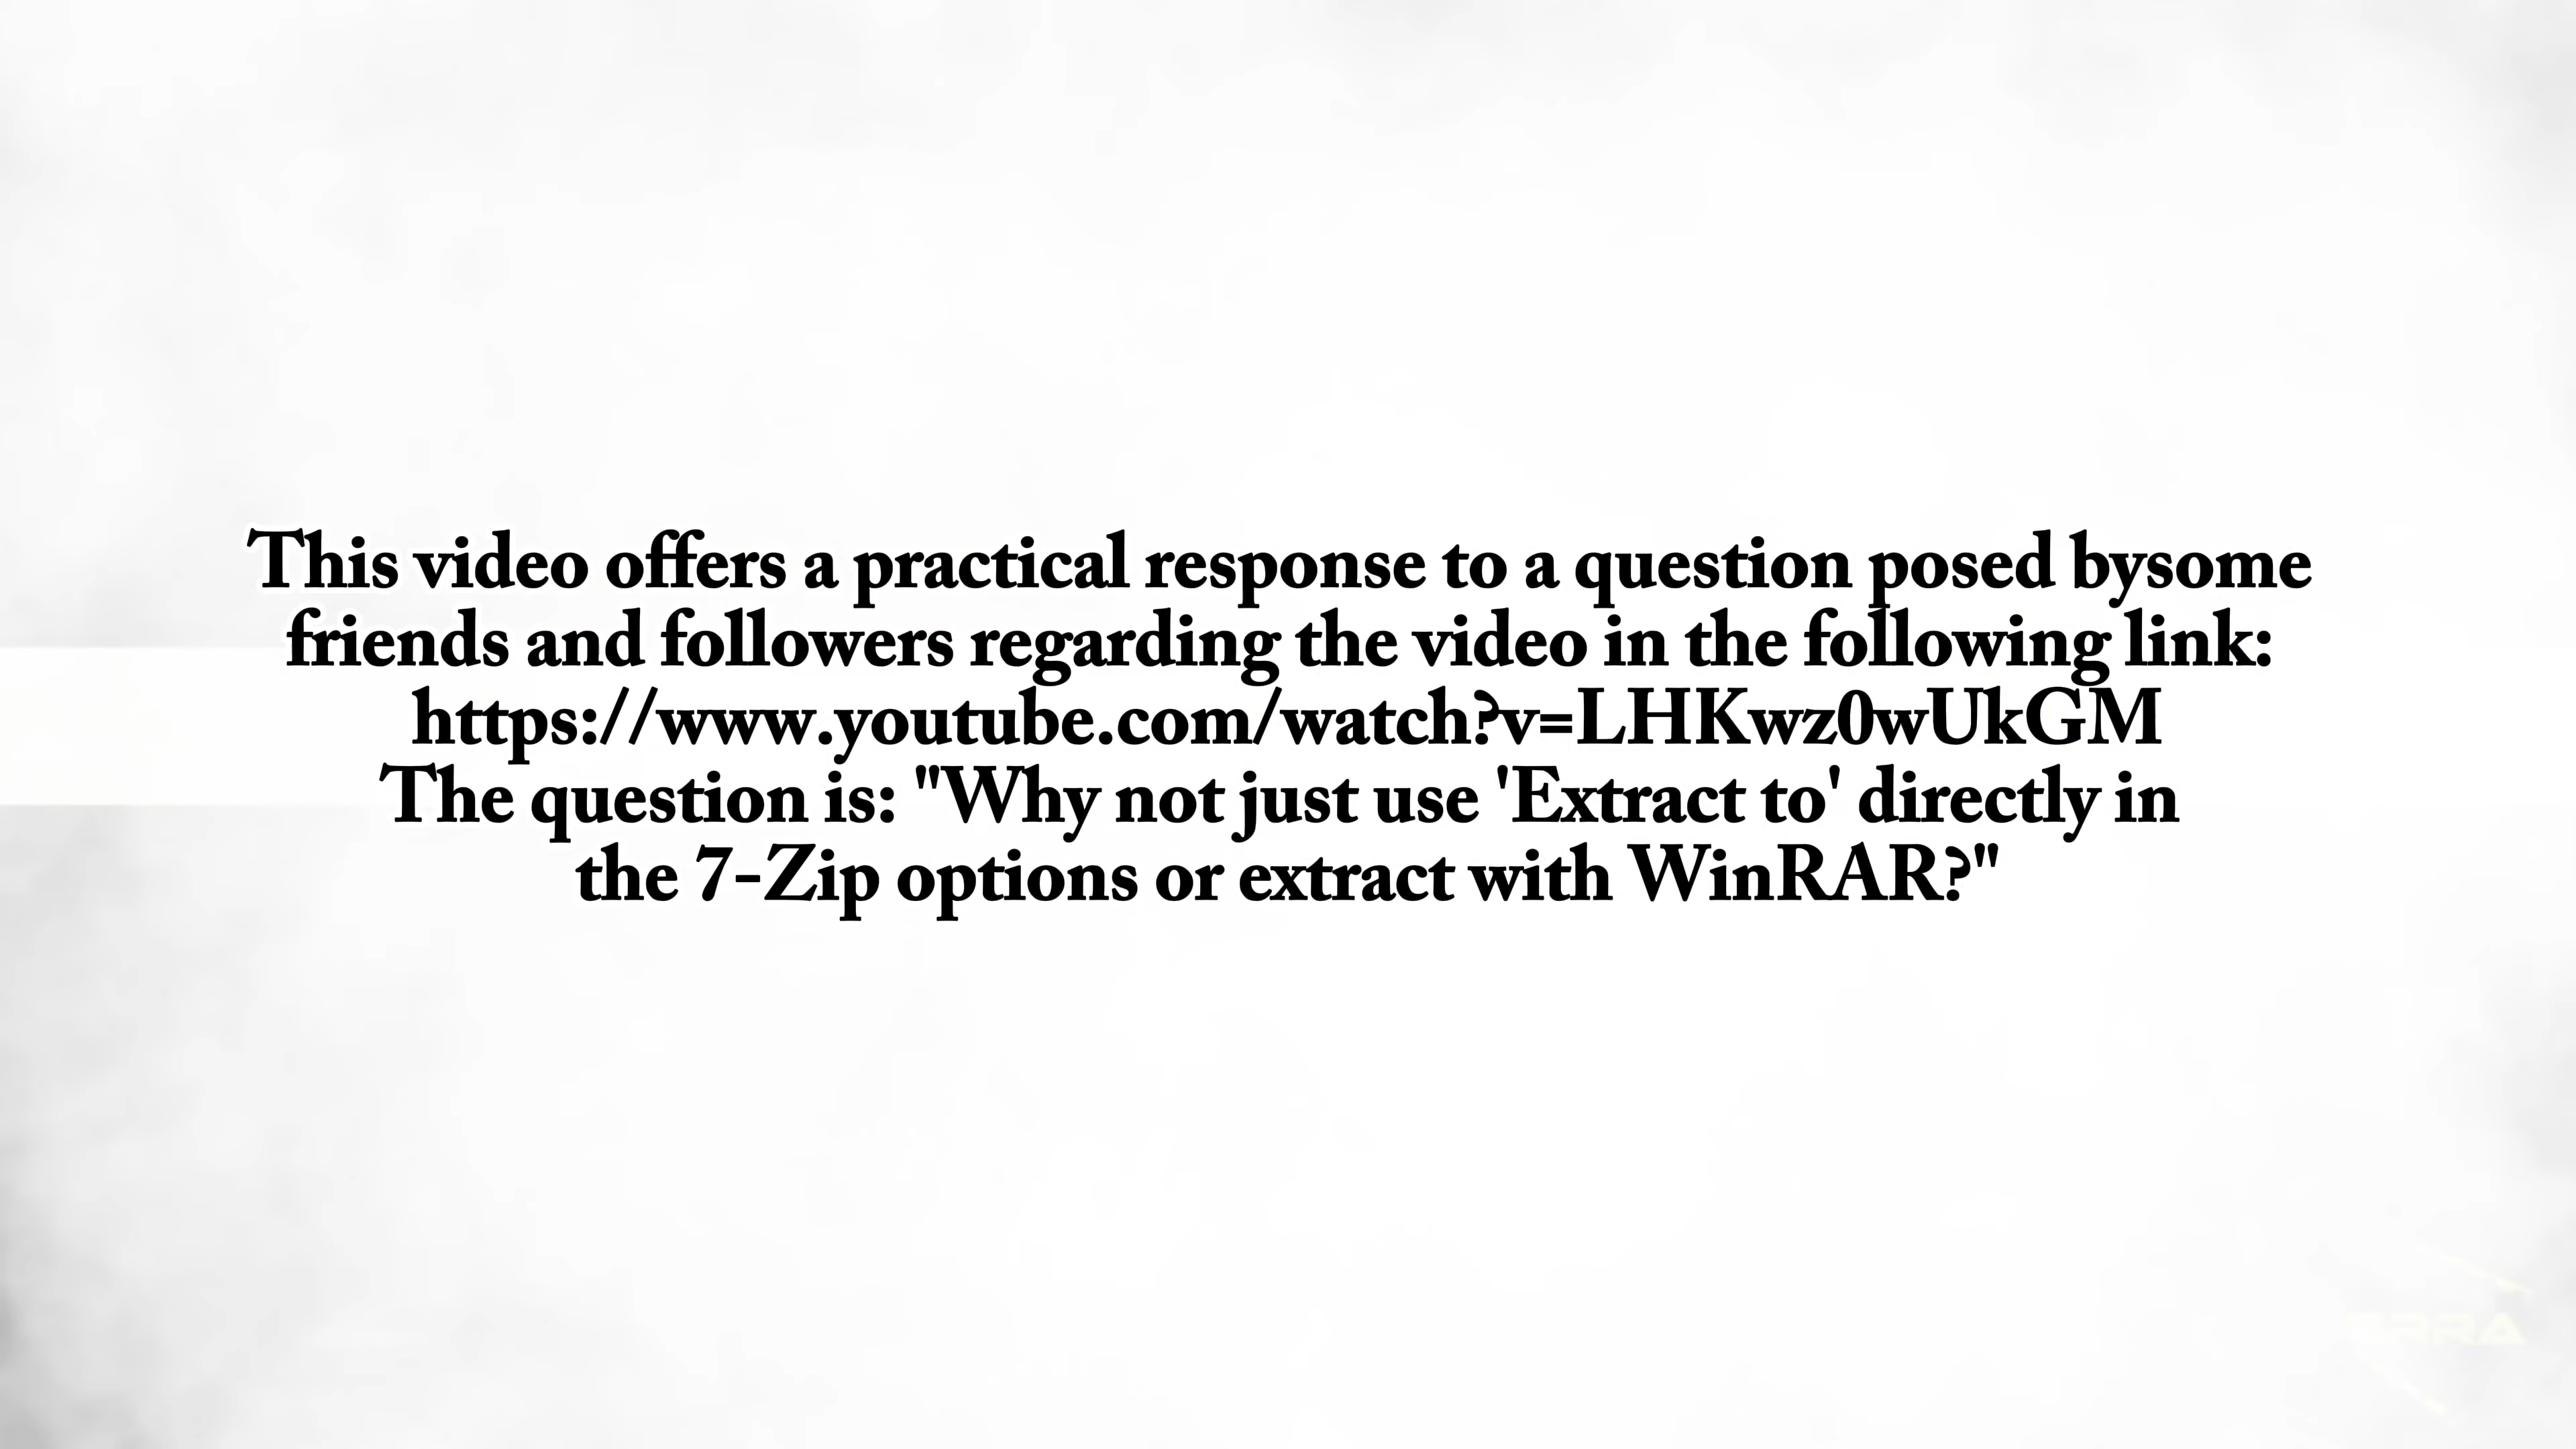 This video offers a practical response to a question posed bysome
friends and followers regarding the video in the following link:
https://www.youtube.com/watch?v=LHKwz0wUkGM
The question is: "Why not just use 'Extract to' directly in
the 7-Zip options or extract with WinRAR?"